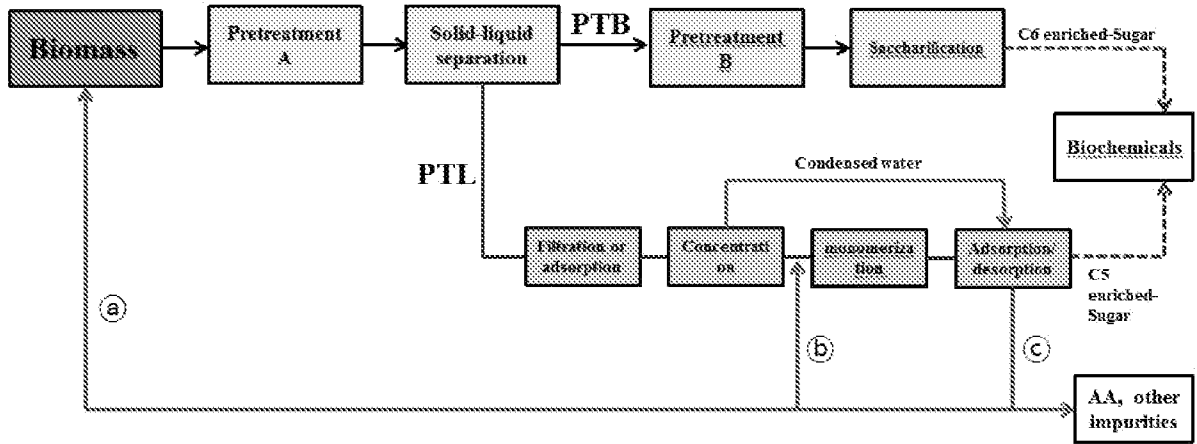 Biomass
Pretreatment
A
Solid-liquid
separation
PTB
Pretreatment
B
Saccharification
C6 enriched-Sugar
Biochemicals
PTL
Condensed water
Filtration or
adsorption
Concentrati
on
monomeriza
tion
Adsorption/
desorption
C5
enriched-
Sugar
ⓐ
ⓑ
ⓒ
AA, other
impurities